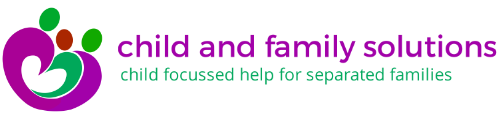 child and family solutions
child focussed help for separated families